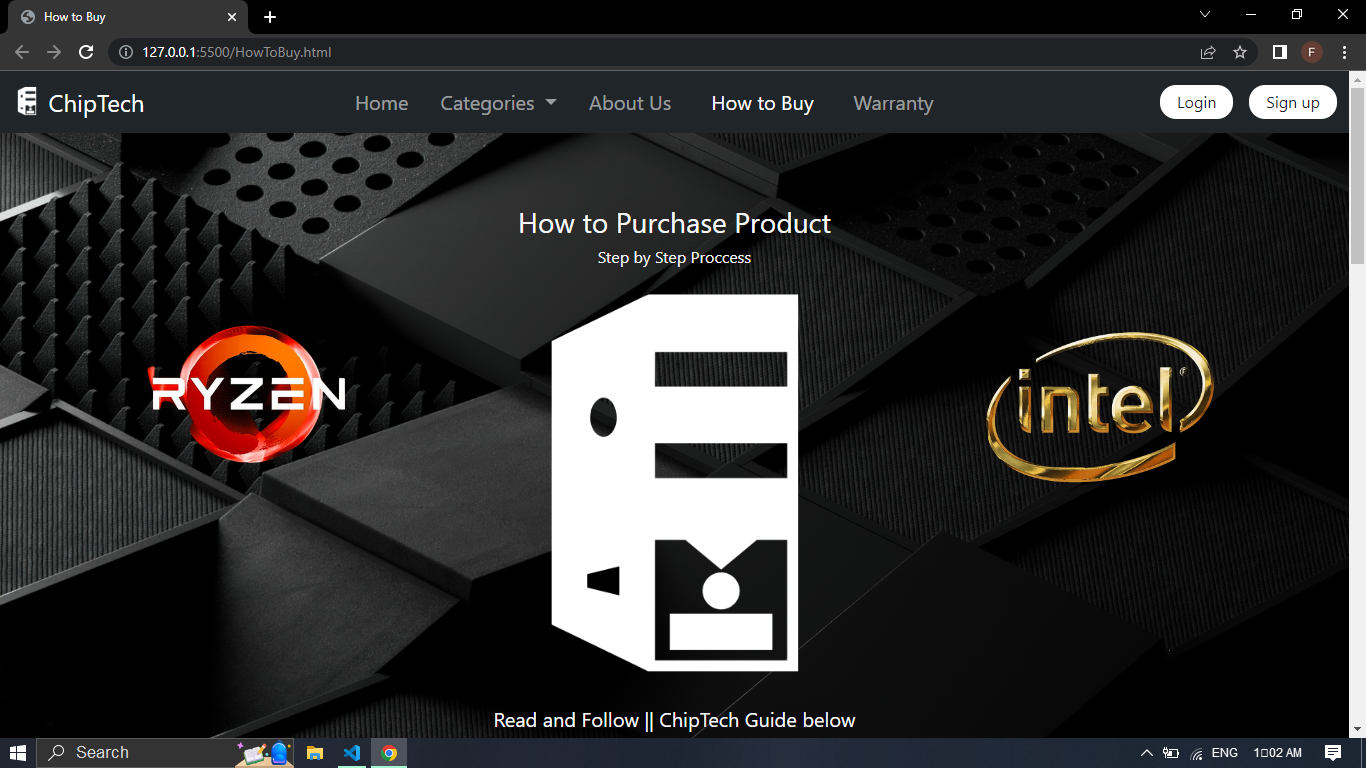 How to Buy
127.0.0.1:5500/HowToBuy.html
F
ChipTech
Home
Categories
About Us
How to Buy
Warranty
Login
Sign up
How to Purchase Product
Step by Step Proccess
RYZEN
intel
Read and Follow || ChipTech Guide below
Search
ENG
1:02 AM